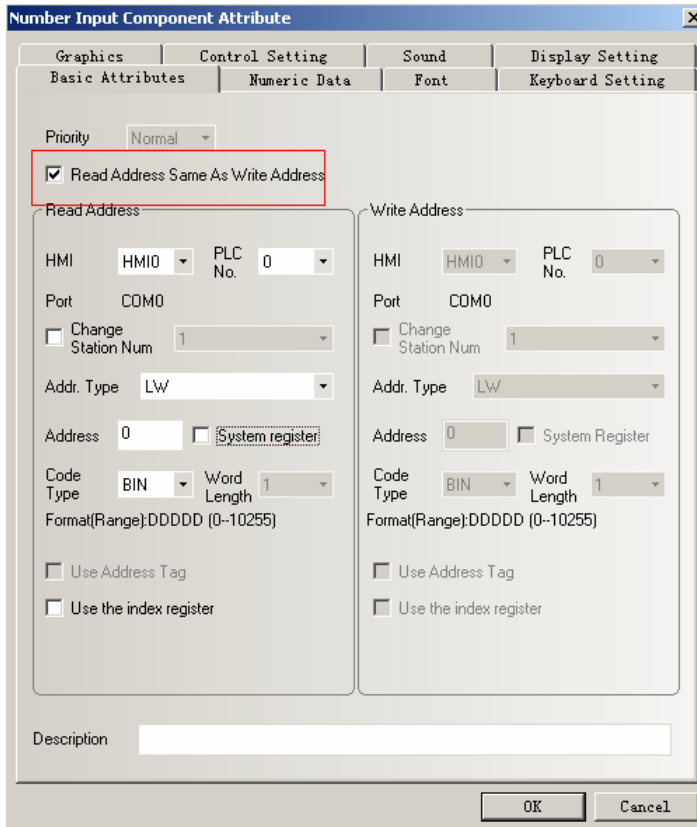 Number Input Component Attribute
Graphics Control Setting Sound Display Setting
Basic Attributes Numeric Data Font Keyboard Setting
Priority Normal
Read Address Same As Write Address
Read Address Write Address
HMI HMI0 PLC No. 0 HMI HMI0 PLC No. 0
Port COM0 Port COM0
Change Station Num 1 Change Station Num 1
Addr. Type LW Addr. Type LW
Address 0 System register Address 0 System Register
Code Type BIN Word Length 1 Code Type BIN Word Length 1
Format(Range):DDDDD (0--10255) Format(Range):DDDDD (0--10255)
Use Address Tag Use Address Tag
Use the index register Use the index register
Description
OK Cancel